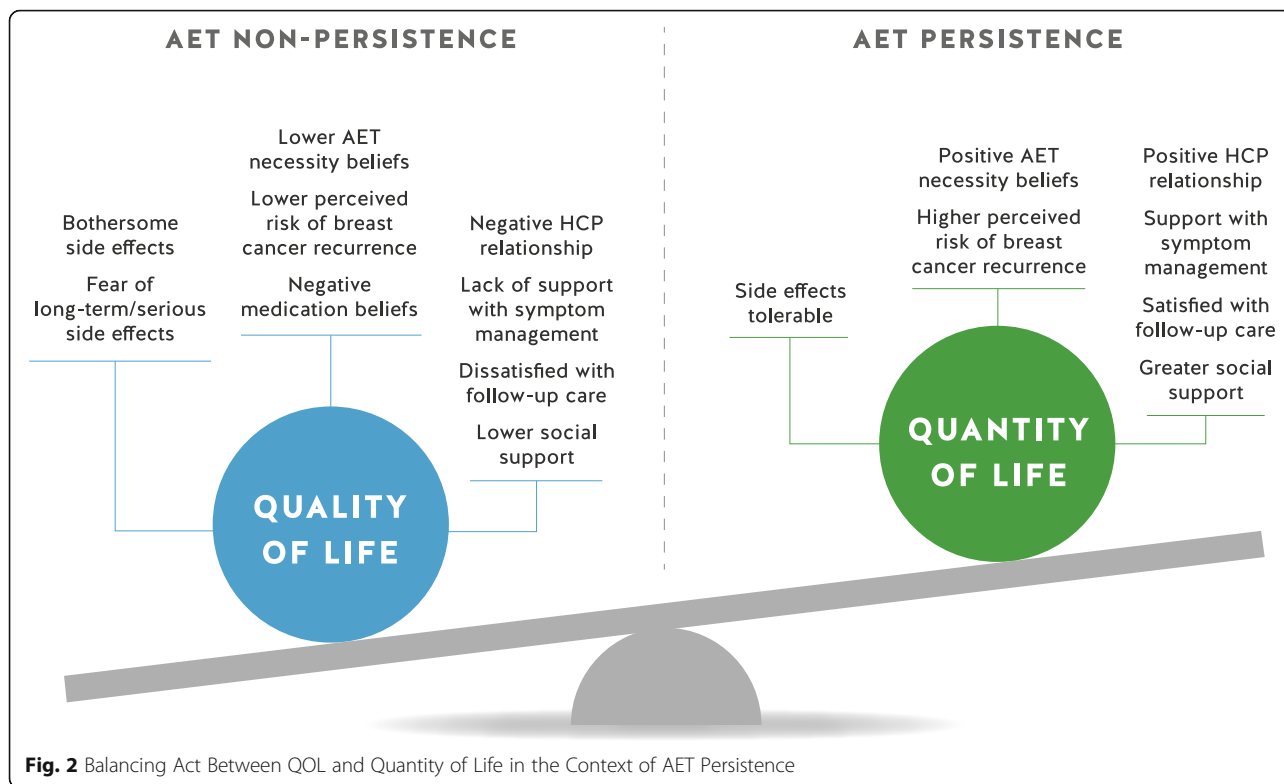 AET NON-PERSISTENCE
AET PERSISTENCE
Bothersome
side effects
Fear of
long-term/serious
side effects
Lower AET
necessity beliefs
Lower perceived
risk of breast
cancer recurrence
Negative
medication beliefs
Negative HCP
relationship
Lack of support
with symptom
management
Dissatisfied with
follow-up care
Lower social
support
QUALITY
OF LIFE
Side effects
tolerable
Positive AET
necessity beliefs
Higher perceived
risk of breast
cancer recurrence
Positive HCP
relationship
Support with
symptom
management
Satisfied with
follow-up care
Greater social
support
QUANTITY
OF LIFE
Fig. 2 Balancing Act Between QOL and Quantity of Life in the Context of AET Persistence